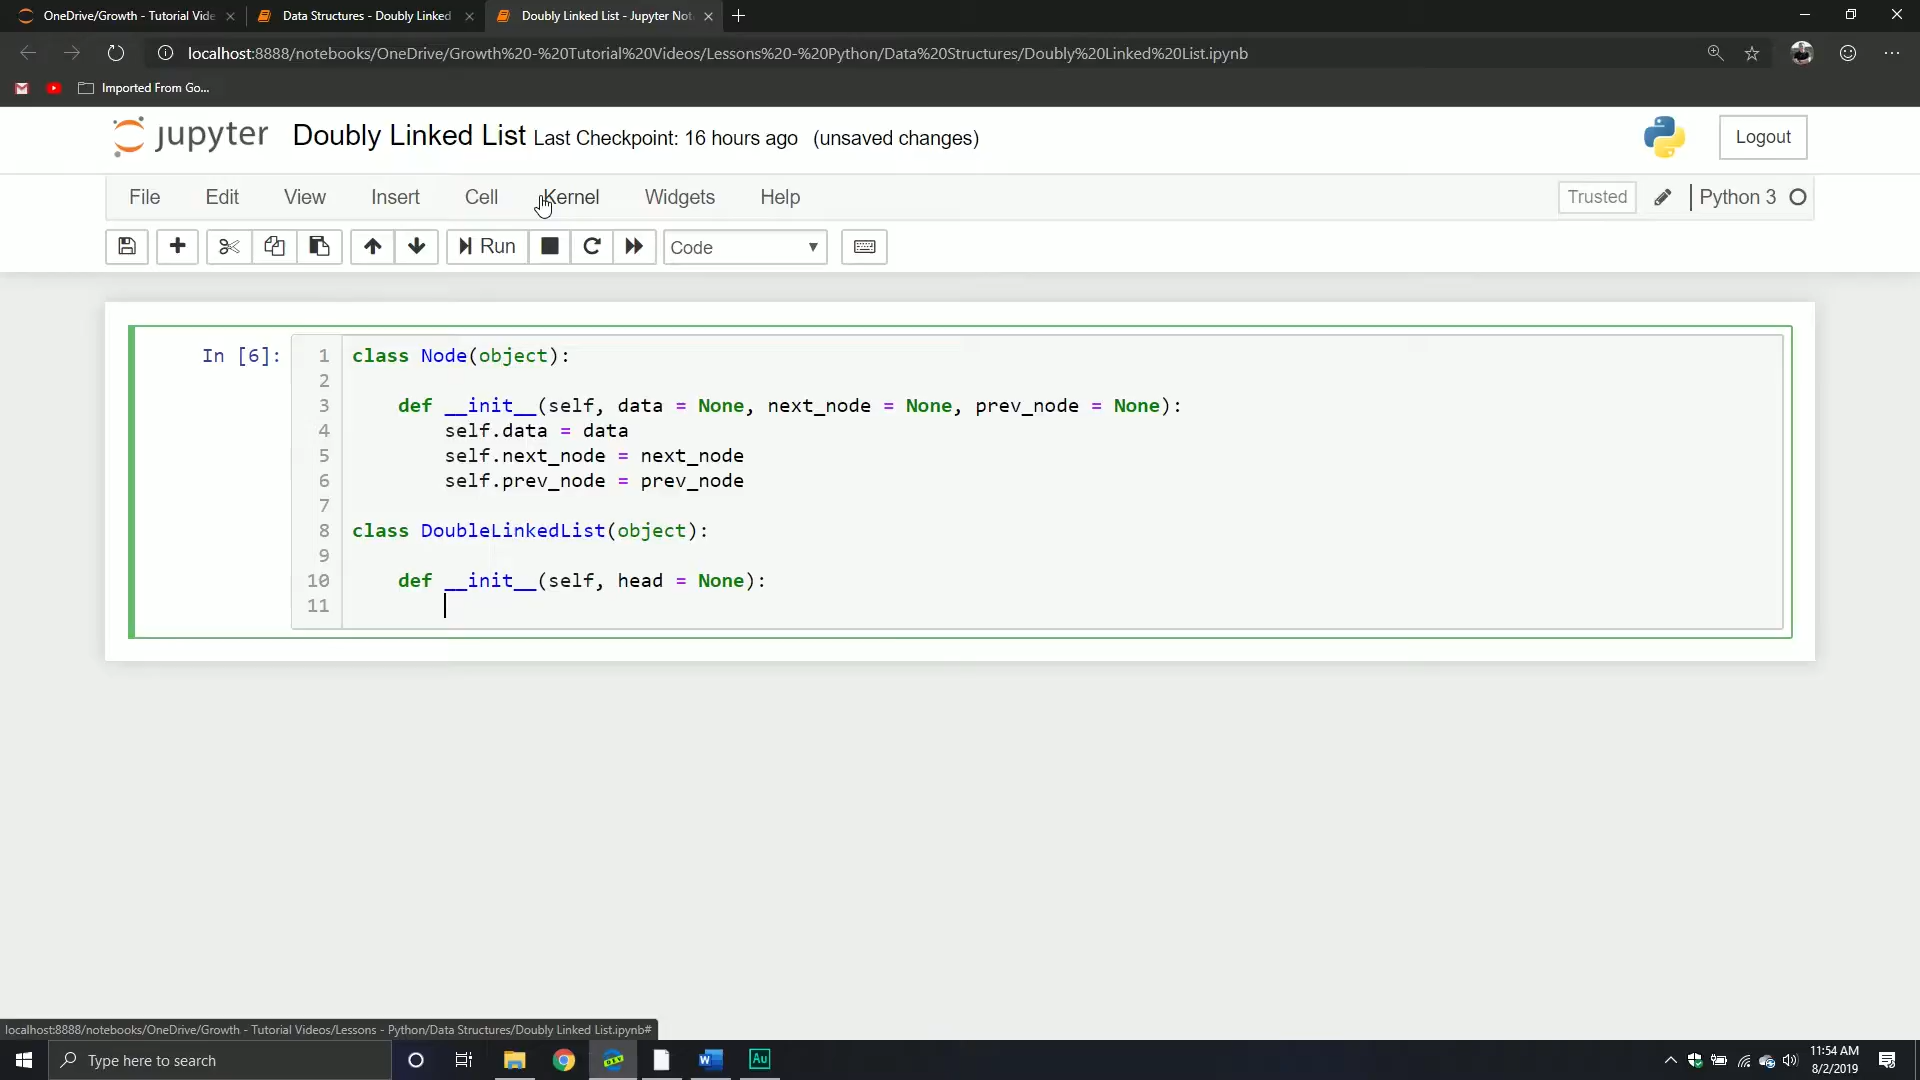 OneDrive/Growth - Tutorial Vide
Data Structures - Doubly Linked
Doubly Linked List - Jupyter Not
localhost:8888/notebooks/OneDrive/Growth%20-%20Tutorial%20Videos/Lessons%20-%20Python/Data%20Structures/Doubly%20Linked%20List.ipynb
Imported From Go...
jupyter Doubly Linked List Last Checkpoint: 16 hours ago (unsaved changes)
Logout
File Edit View Insert Cell Kernel Widgets Help
Trusted
Python 3
Run
Code
In [6]:
1 class Node(object):
2
3 def __init__(self, data = None, next_node = None, prev_node = None):
4 self.data = data
5 self.next_node = next_node
6 self.prev_node = prev_node
7
8 class DoubleLinkedList(object):
9
10 def __init__(self, head = None):
11
localhost:8888/notebooks/OneDrive/Growth - Tutorial Videos/Lessons - Python/Data Structures/Doubly Linked List.ipynb#
Type here to search
DEV
W
Au
11:54 AM
8/2/2019